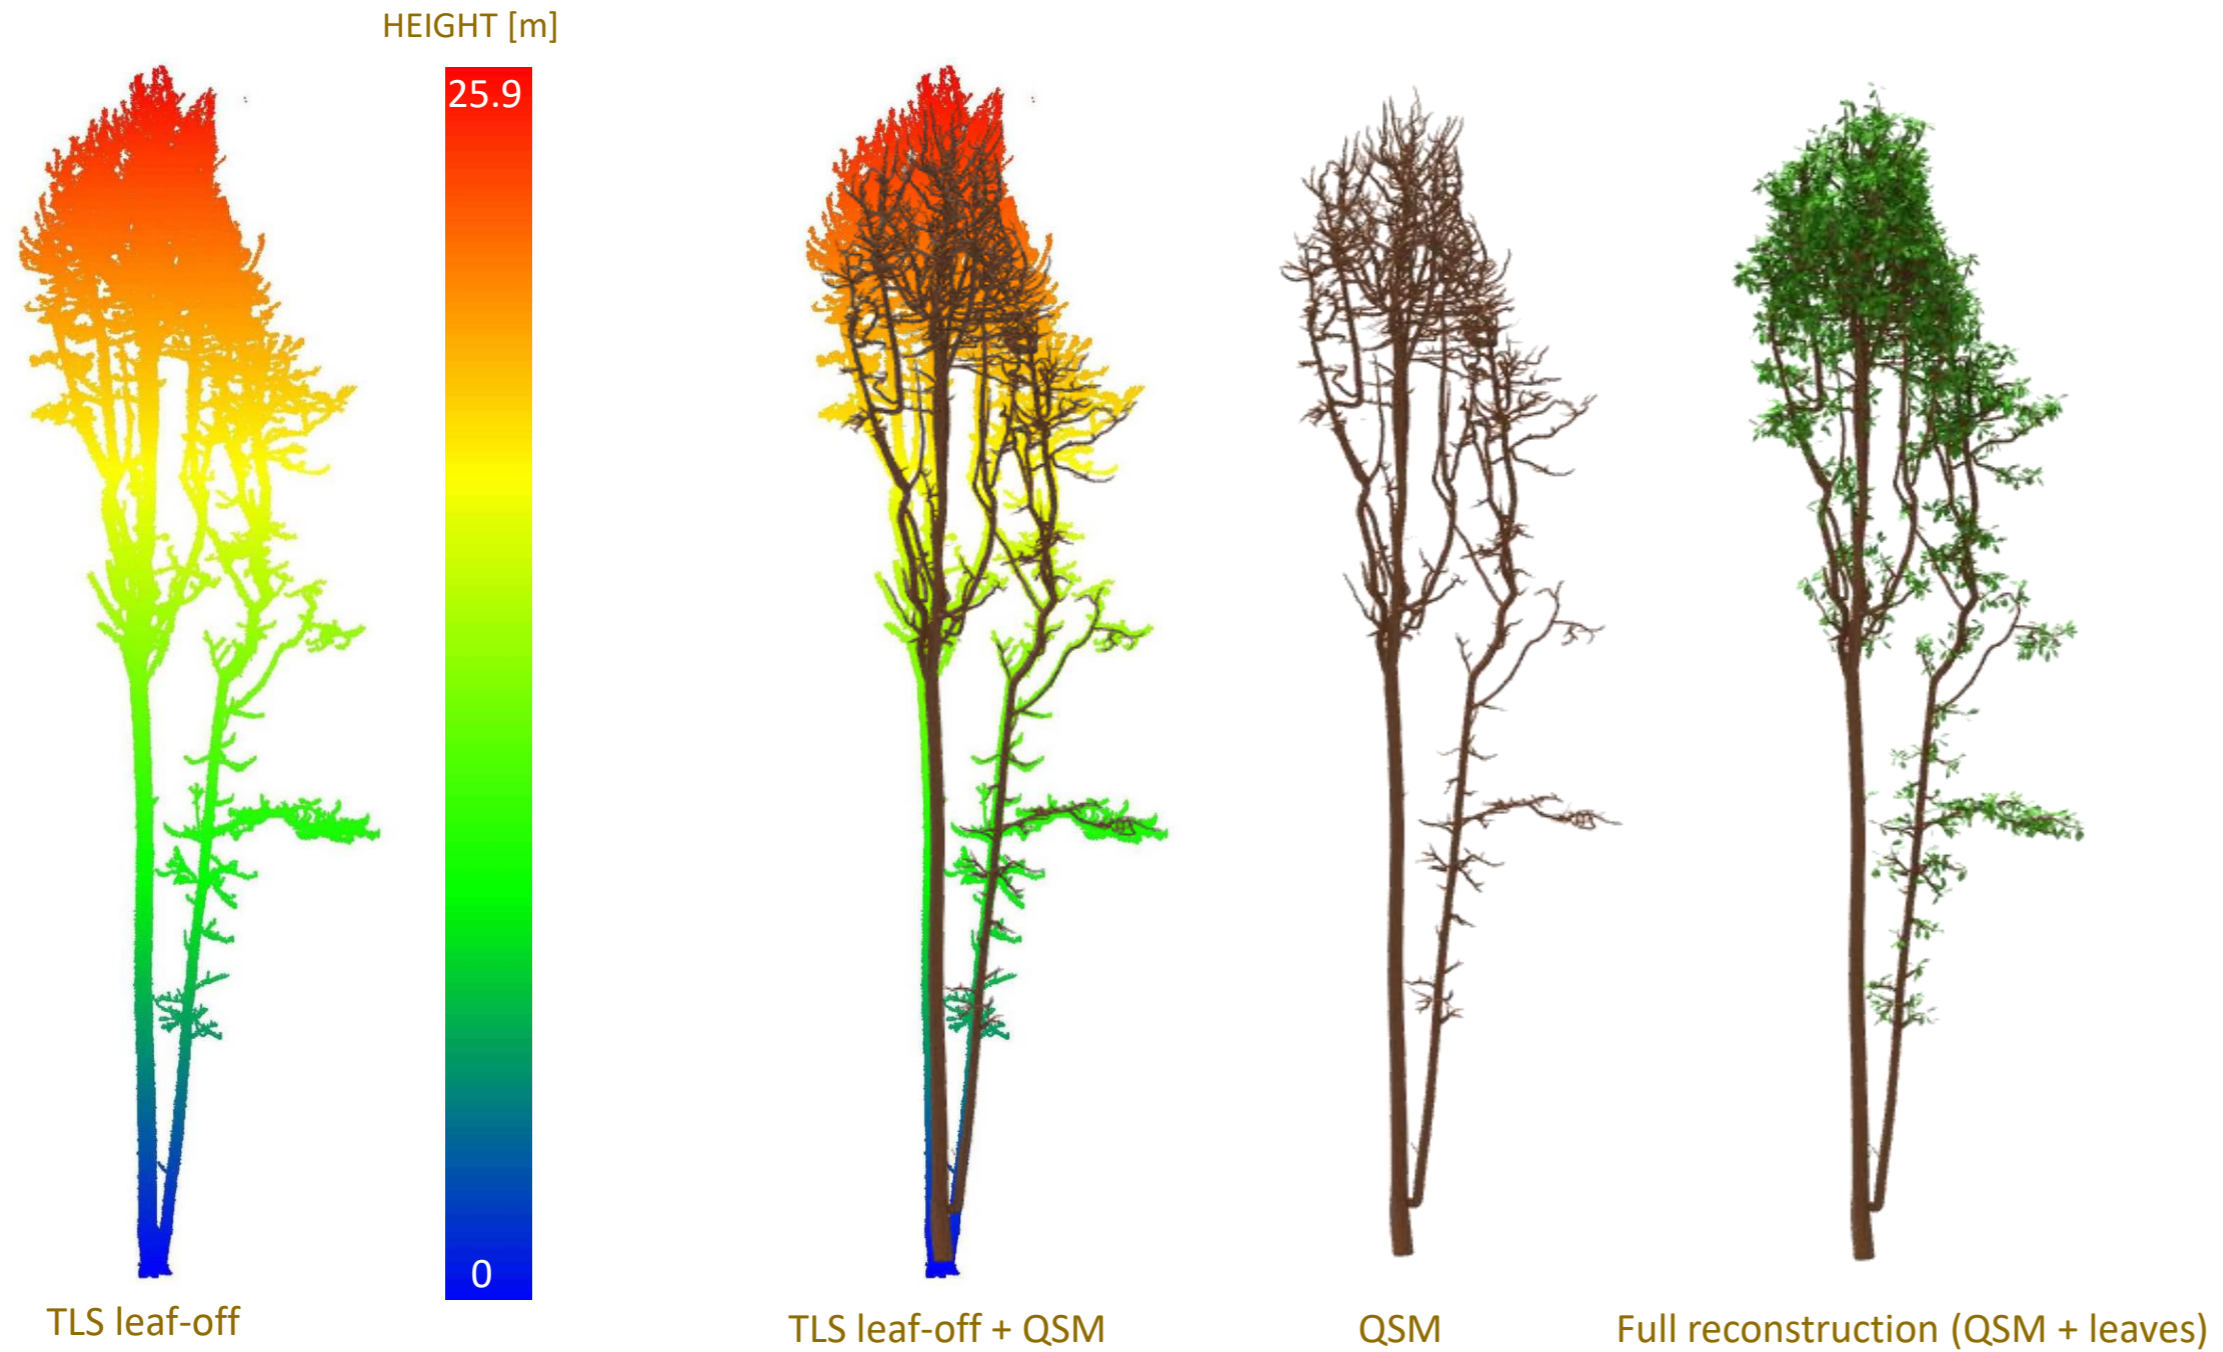 HEIGHT [m]
25.9
0
TLS leaf-off
TLS leaf-off + QSM
QSM
Full reconstruction (QSM + leaves)